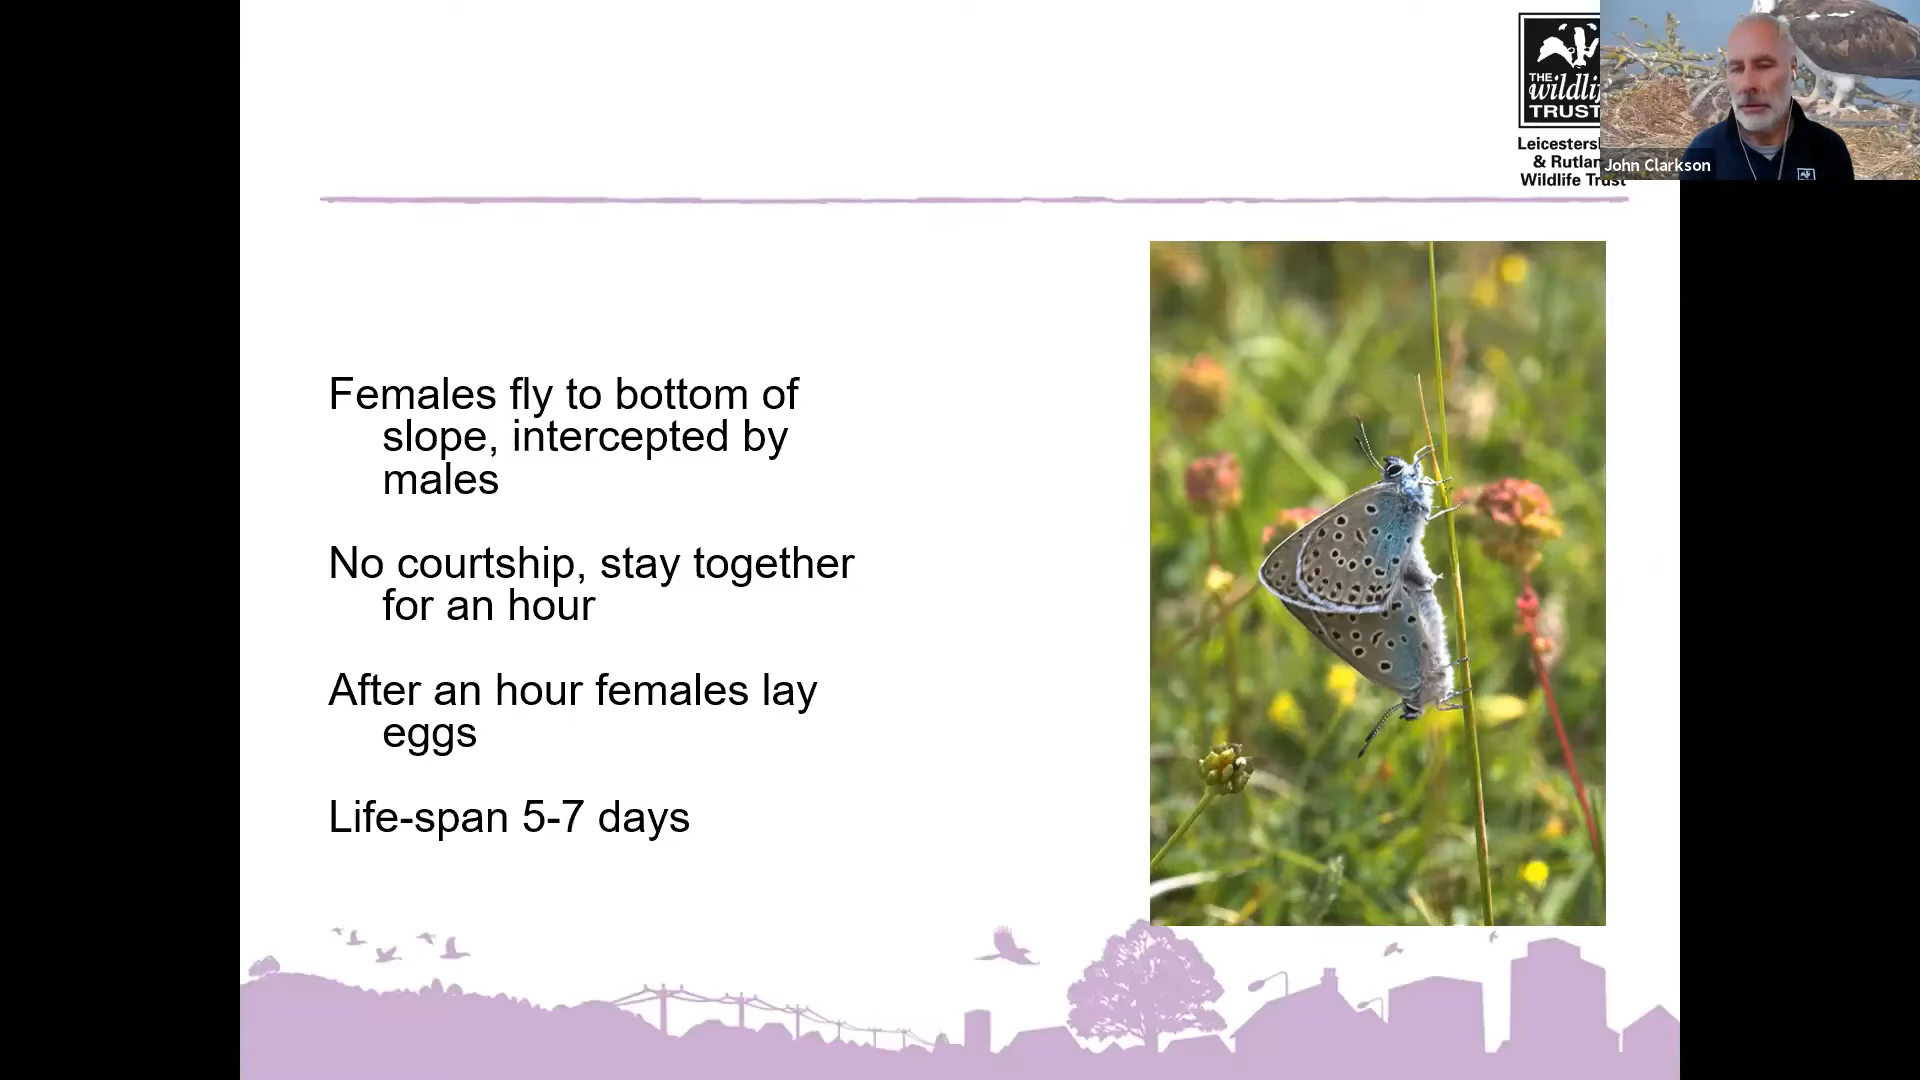 THE
wildli
TRUST
Leicesters
& Rutlan
Wildlife Trust
John Clarkson
Females fly to bottom of
slope, intercepted by
males
No courtship, stay together
for an hour
After an hour females lay
eggs
Life-span 5-7 days